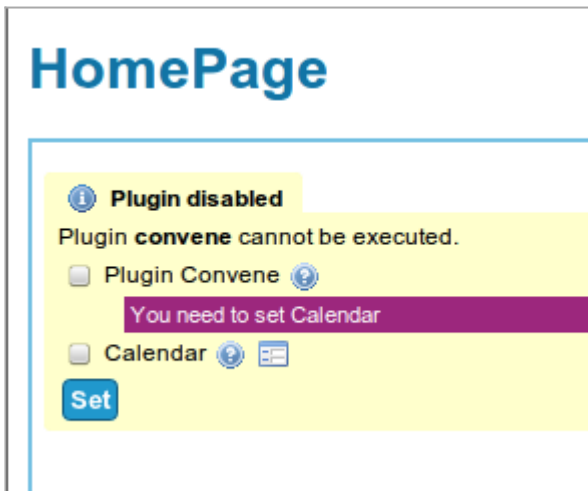 HomePage
Plugin disabled
Plugin convene cannot be executed.
Plugin Convene
You need to set Calendar
Calendar
Set